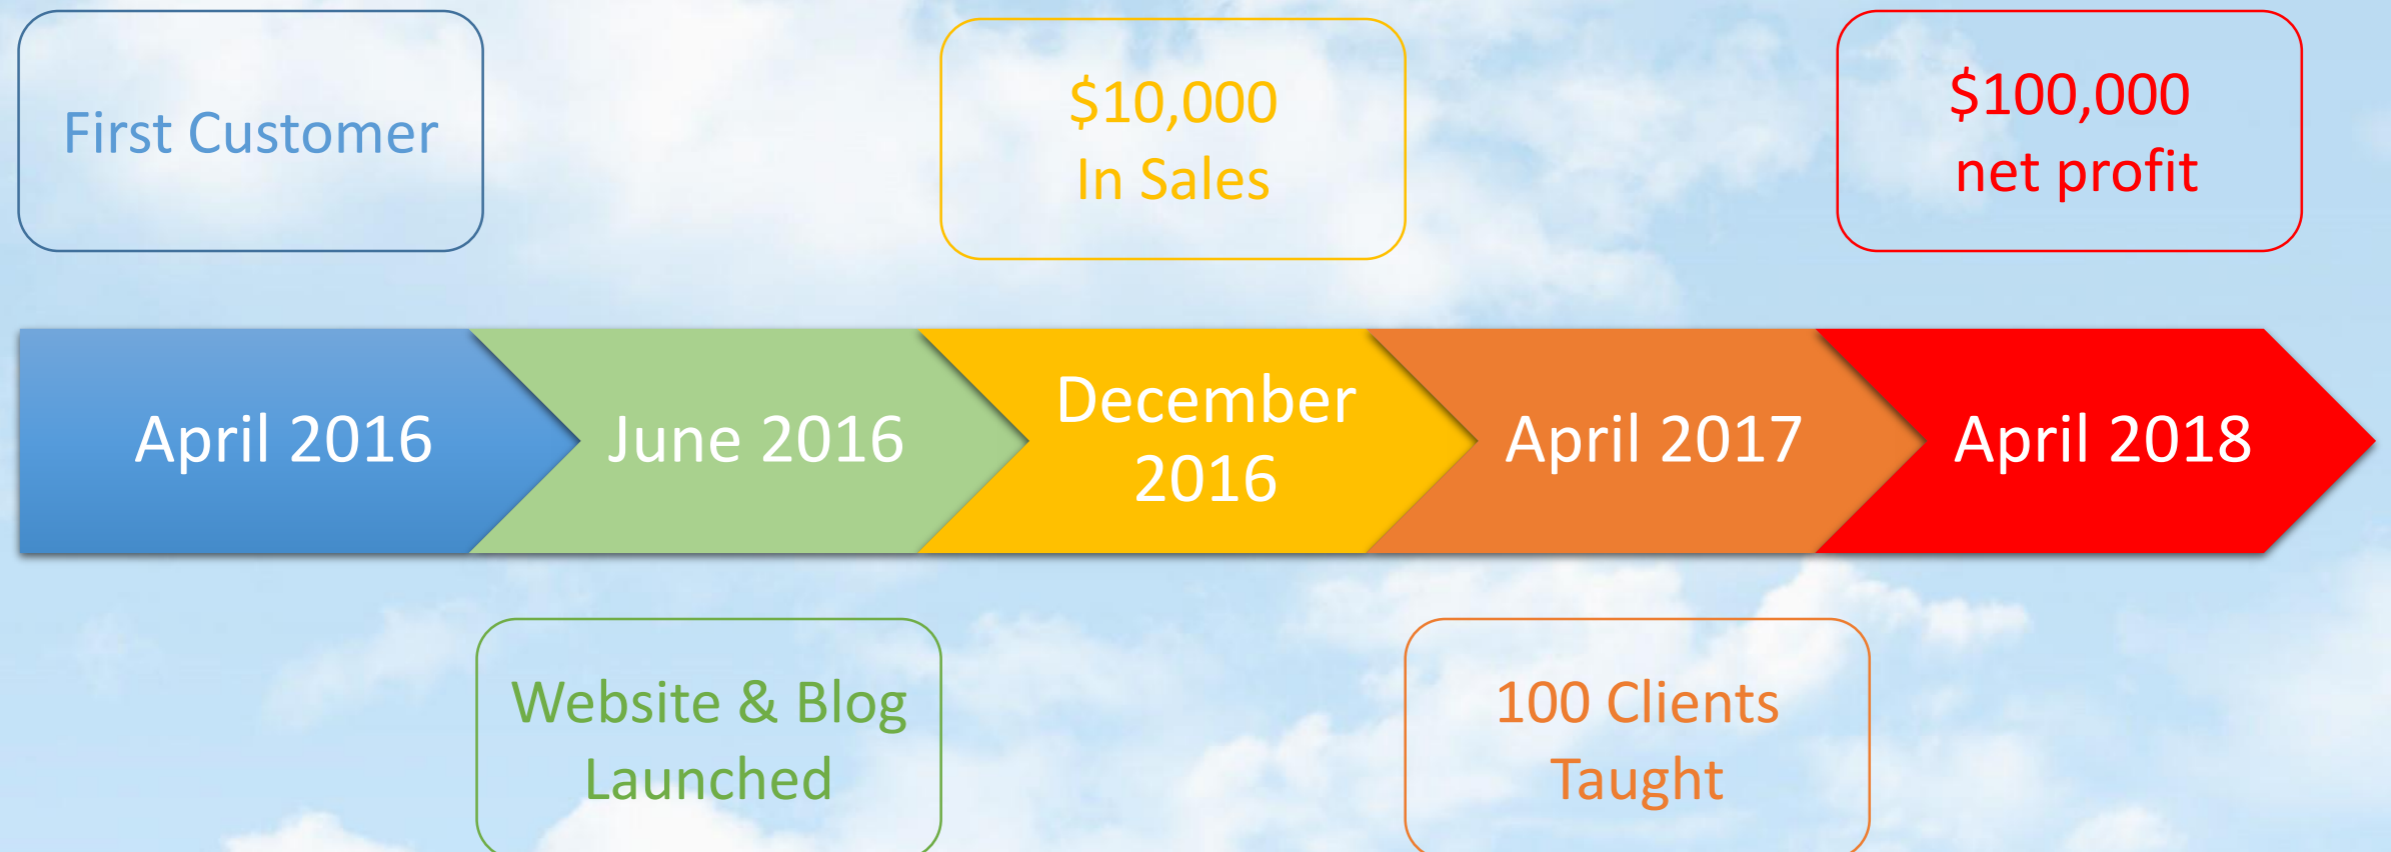 First Customer
$10,000
In Sales
$100,000
net profit
April 2016
June 2016
December
2016
April 2017
April 2018
Website & Blog
Launched
100 Clients
Taught